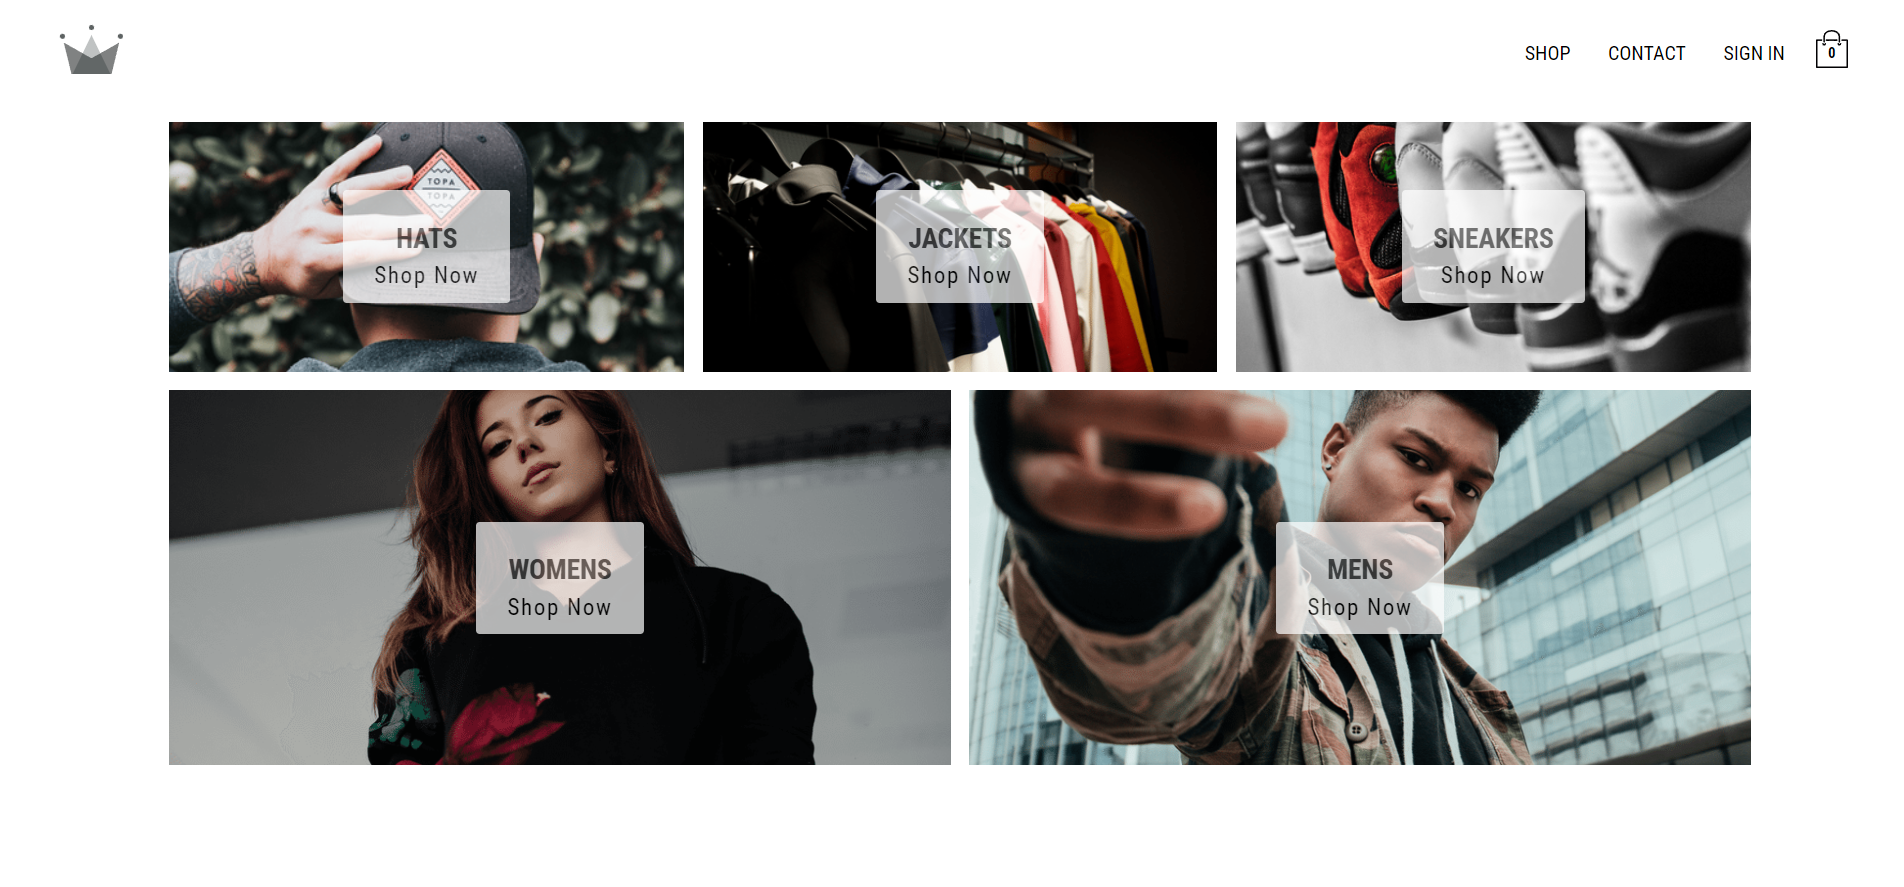 SHOP
CONTACT
SIGN IN
0
TOPA
TOPA
HATS
Shop Now
JACKETS
Shop Now
SNEAKERS
Shop Now
WOMENS
Shop Now
MENS
Shop Now